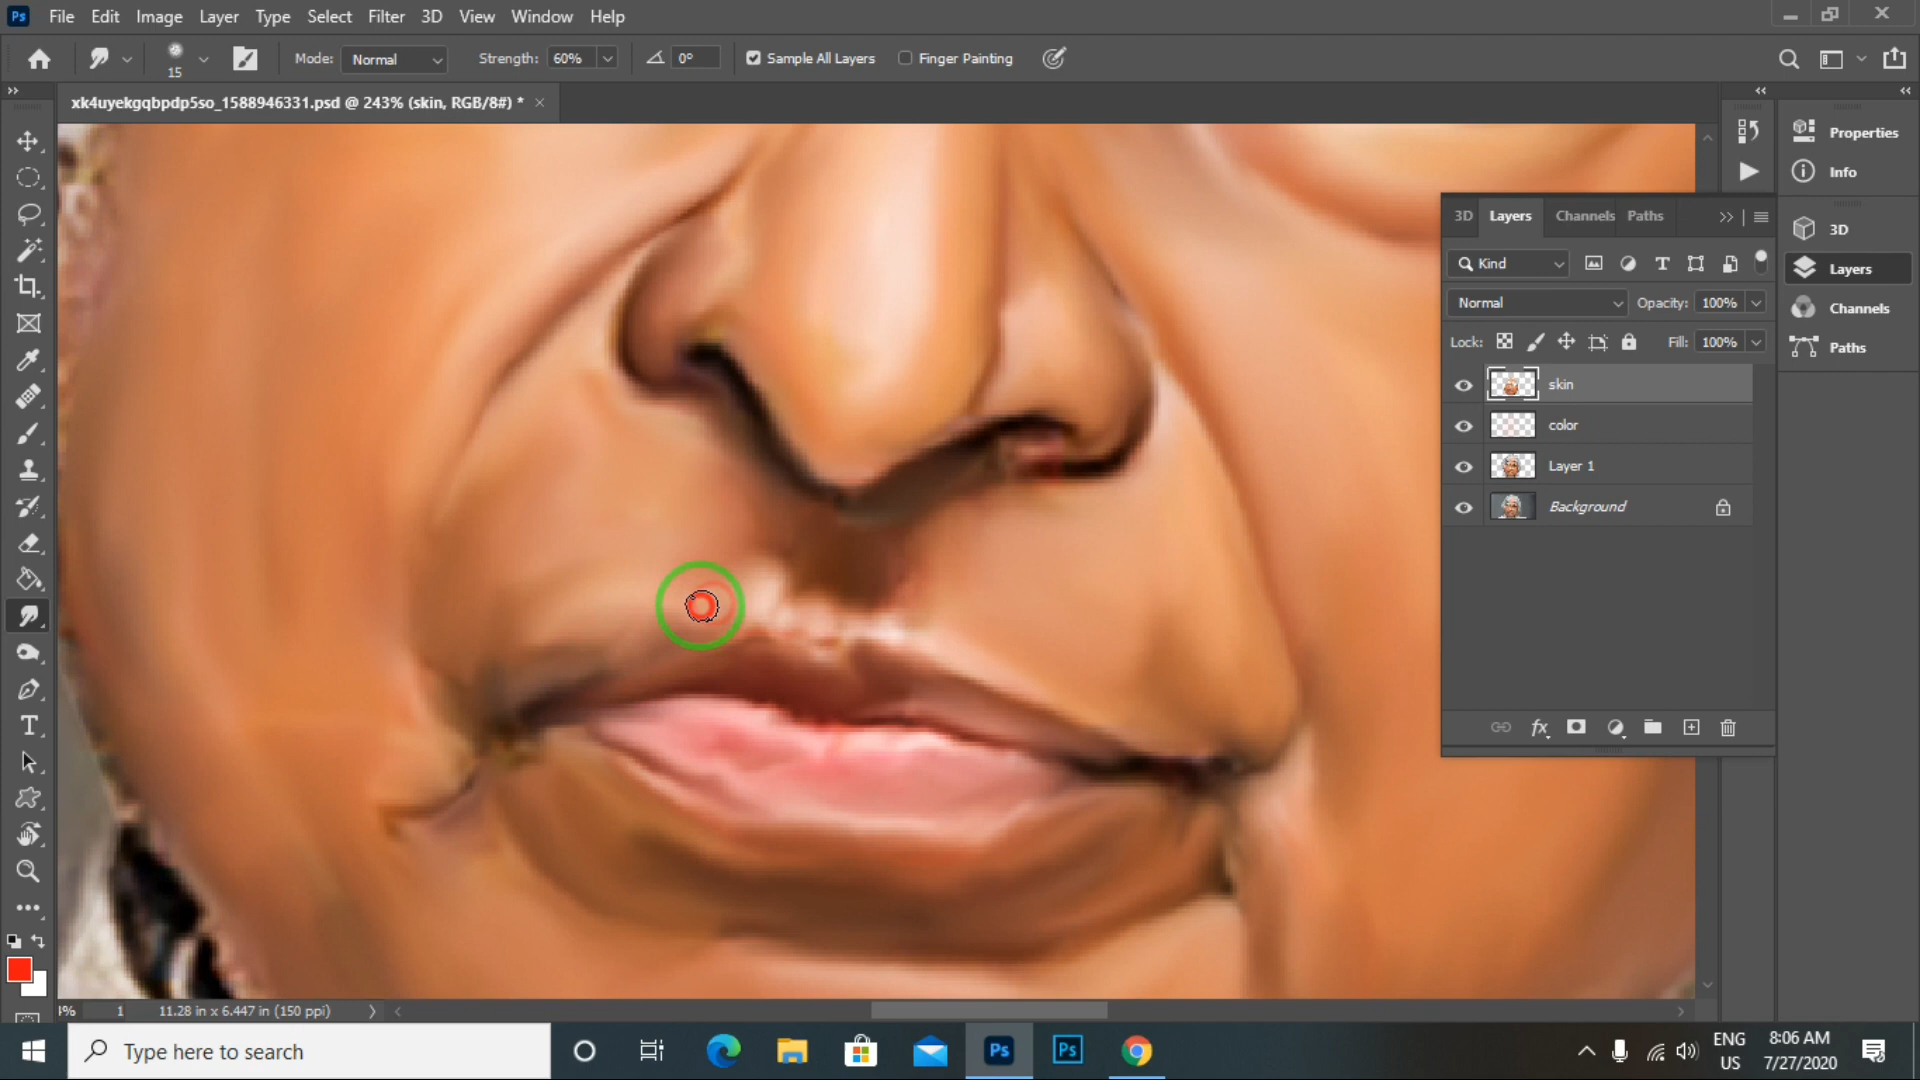 Ps File Edit Image Layer Type Select Filter 3D View Window Help
15 Mode: Normal Strength: 60% 0° Sample All Layers Finger Painting
xk4uyekgqbpdp5so_1588946331.psd @ 243% (skin, RGB/8#) * ×
Properties
Info
3D
Layers
Channels
Paths
3D Layers Channels Paths
Kind
Normal Opacity: 100%
Lock: Fill: 100%
skin
color
Layer 1
Background
fx
1 11.28 in x 6.447 in (150 ppi)
Type here to search
Ps Ps
ENG
US
8:06 AM
7/27/2020